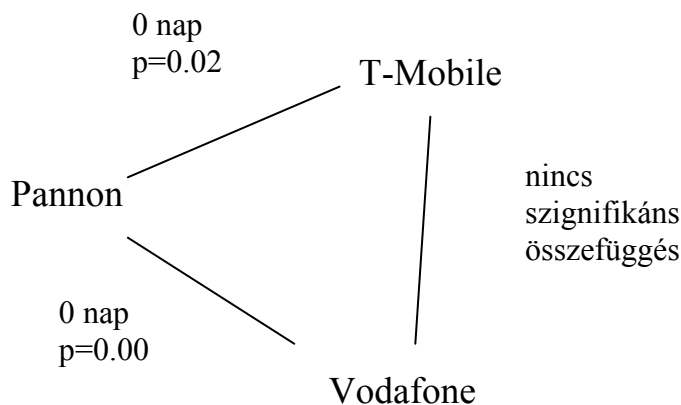 0 nap
p=0.02
T-Mobile
Pannon
nincs
szignifikáns
összefüggés
0 nap
p=0.00
Vodafone